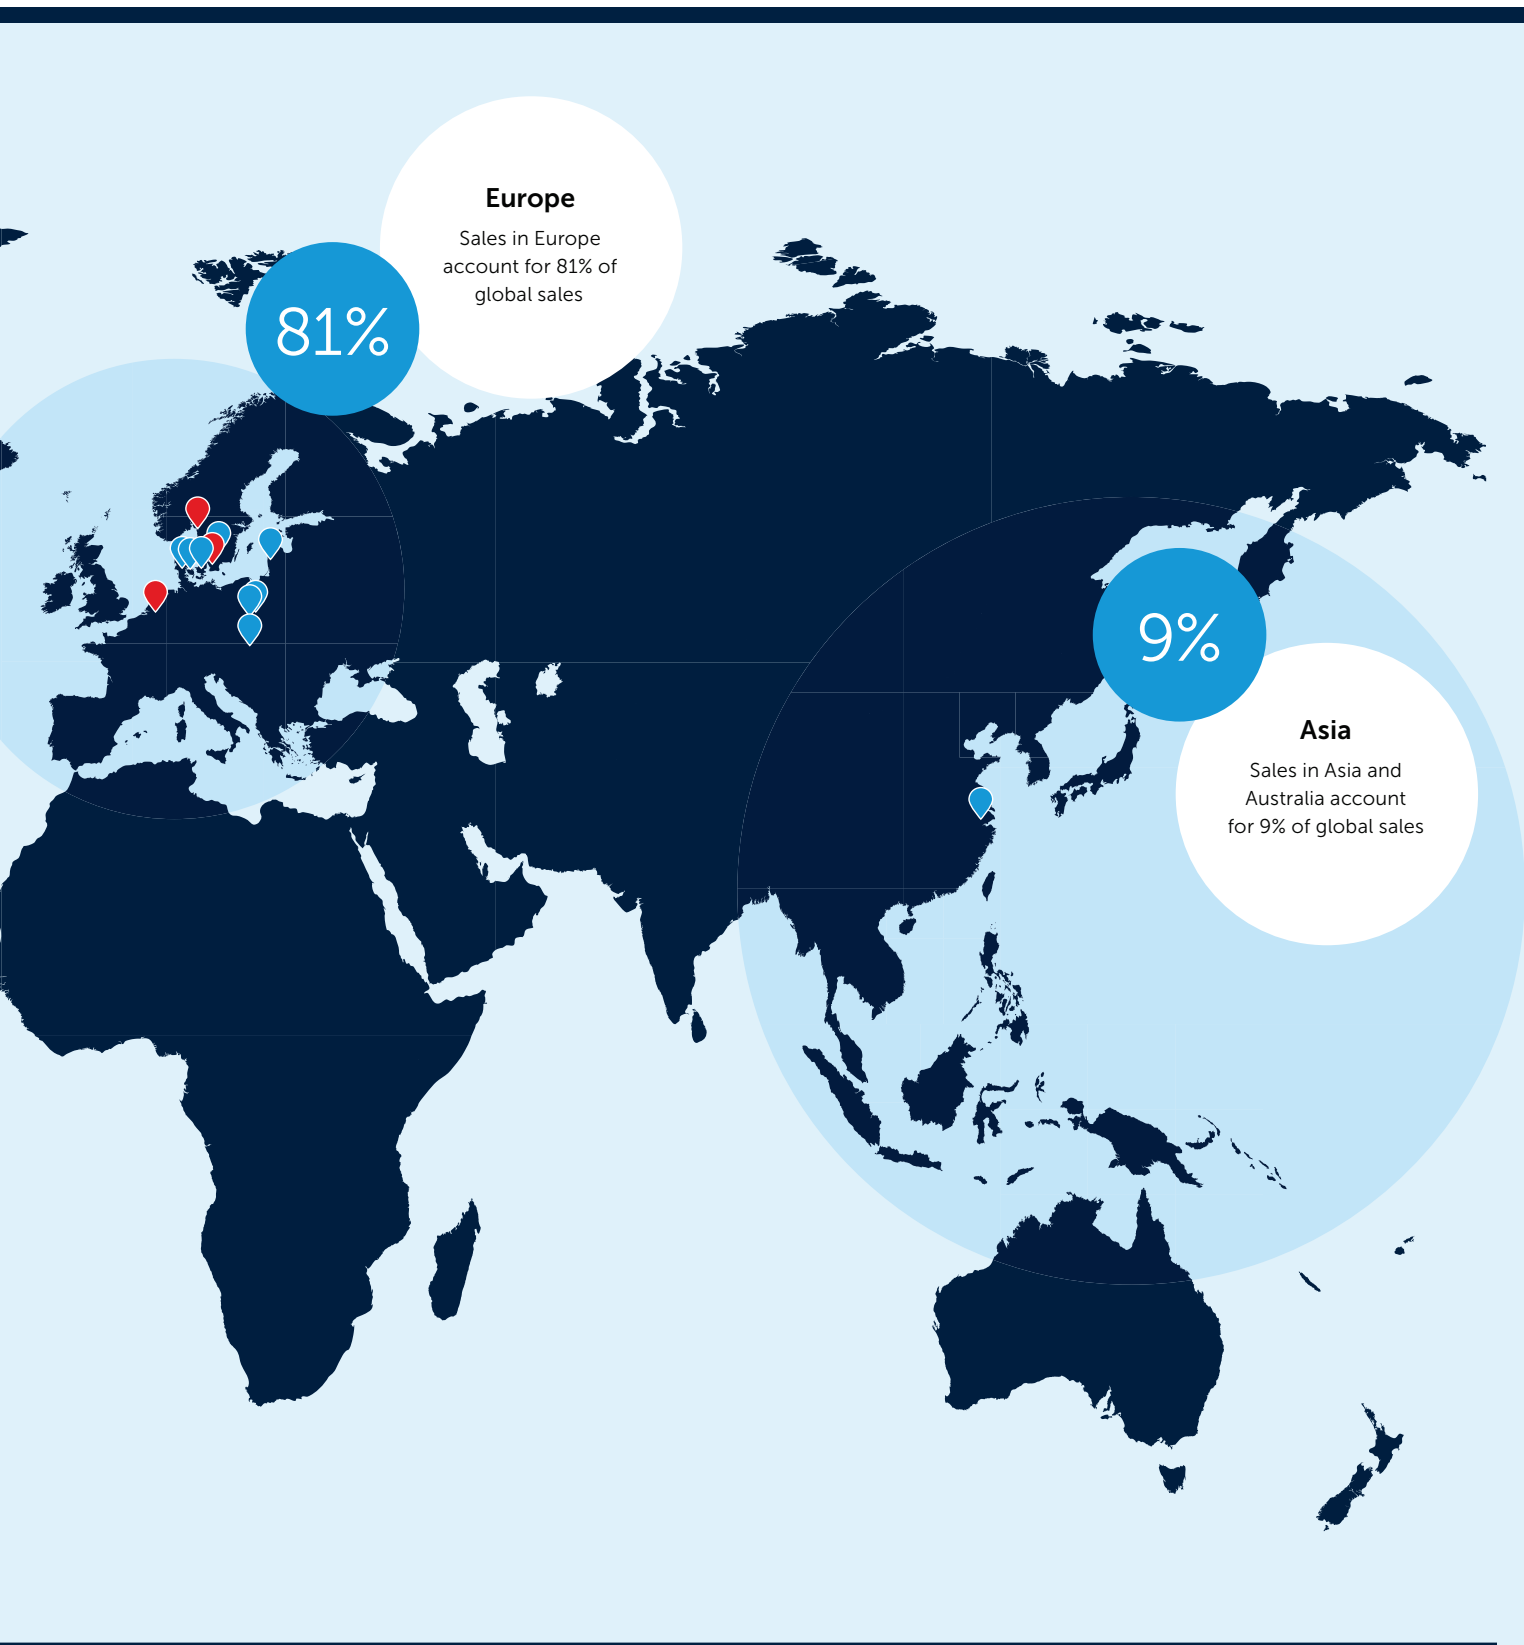 Europe
Sales in Europe
account for 81% of
global sales
81%
9%
Asia
Sales in Asia and
Australia account
for 9% of global sales